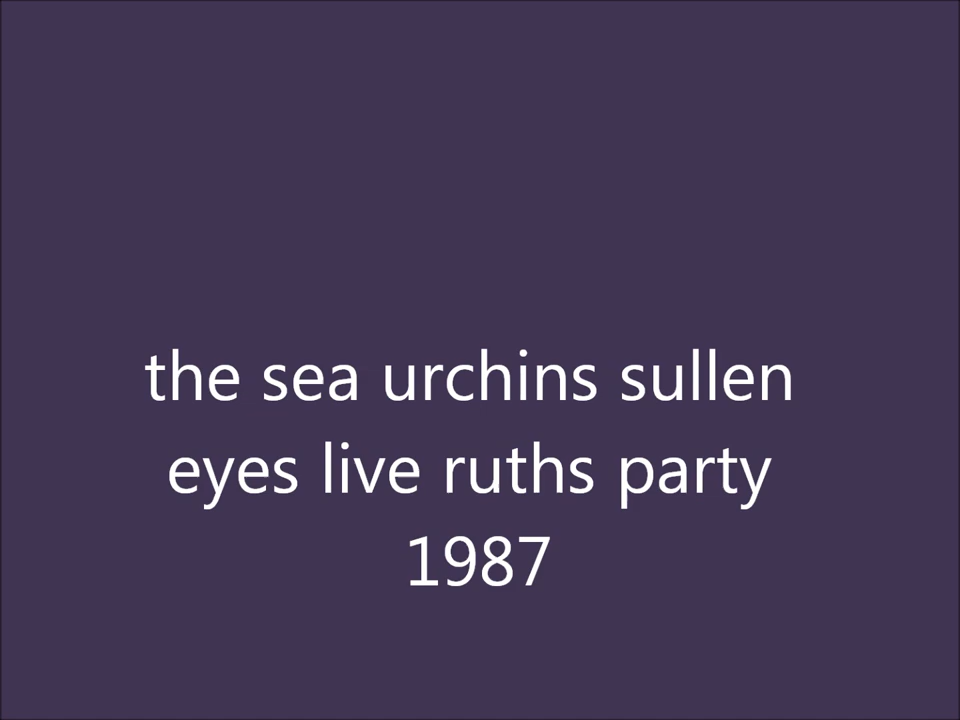 the sea urchins sullen
eyes live ruths party
1987